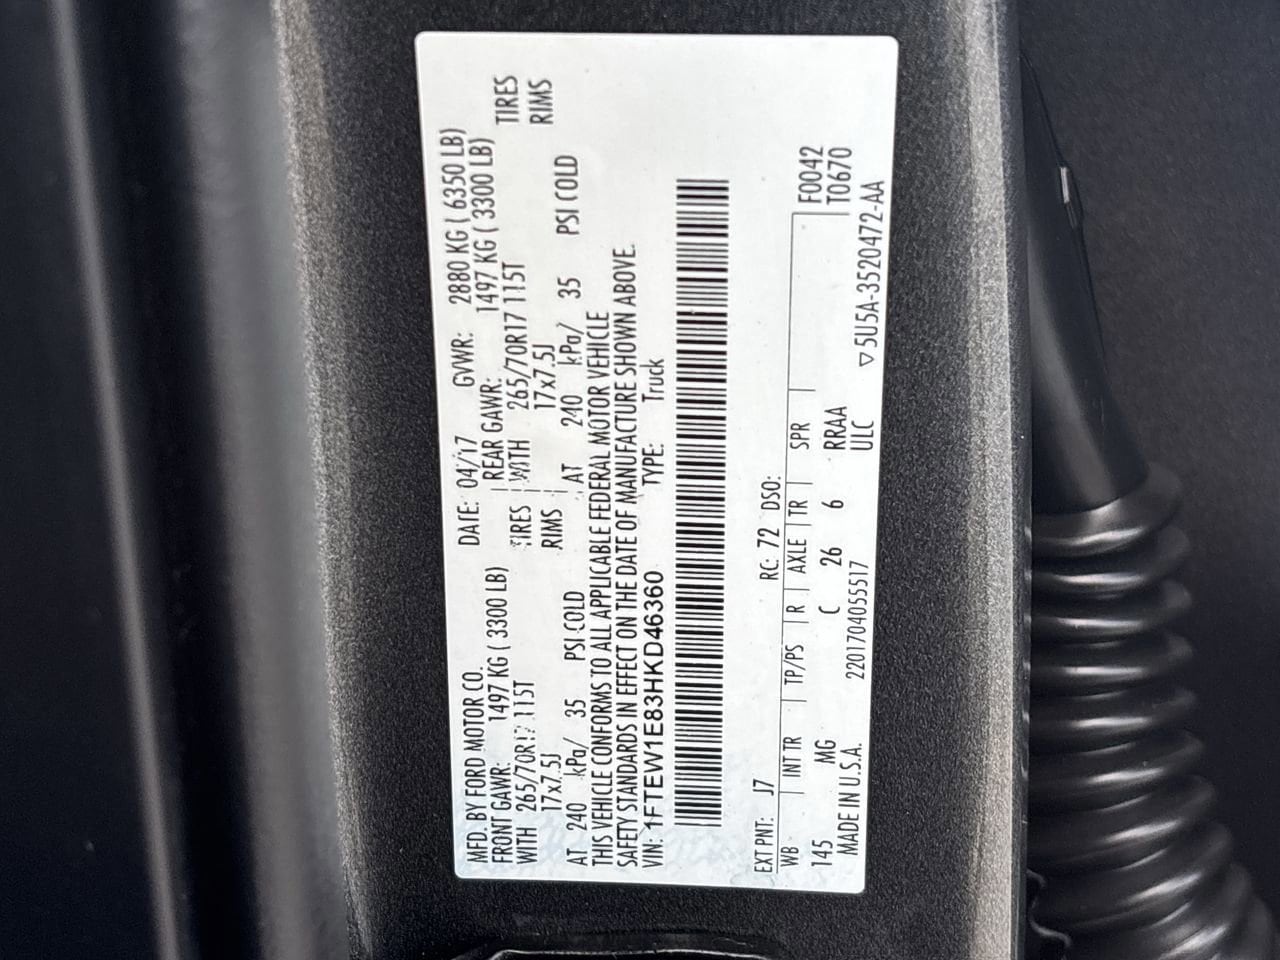 MFD. BY FORD MOTOR CO. DATE: 04/17 GVWR: 2880 KG ( 6350 LB)
FRONT GAWR: 1497 KG ( 3300 LB) REAR GAWR: 1497 KG ( 3300 LB)
WITH 265/70R17 115T TIRES WITH 265/70R17 115T TIRES
17x7.5J RIMS 17x7.5J RIMS
AT 240 kPa/ 35 PSI COLD AT 240 kPa/ 35 PSI COLD
THIS VEHICLE CONFORMS TO ALL APPLICABLE FEDERAL MOTOR VEHICLE
SAFETY STANDARDS IN EFFECT ON THE DATE OF MANUFACTURE SHOWN ABOVE.
VIN: 1FTEW1E83HKD46360 TYPE: Truck
EXT PNT: J7 RC: 72 DSO:
WB INT TR TP/PS R AXLE TR SPR F0042
145 MG C 26 6 RRAA T0670
MADE IN U.S.A. 220170405517 ULC ▽5U5A-3520472-AA